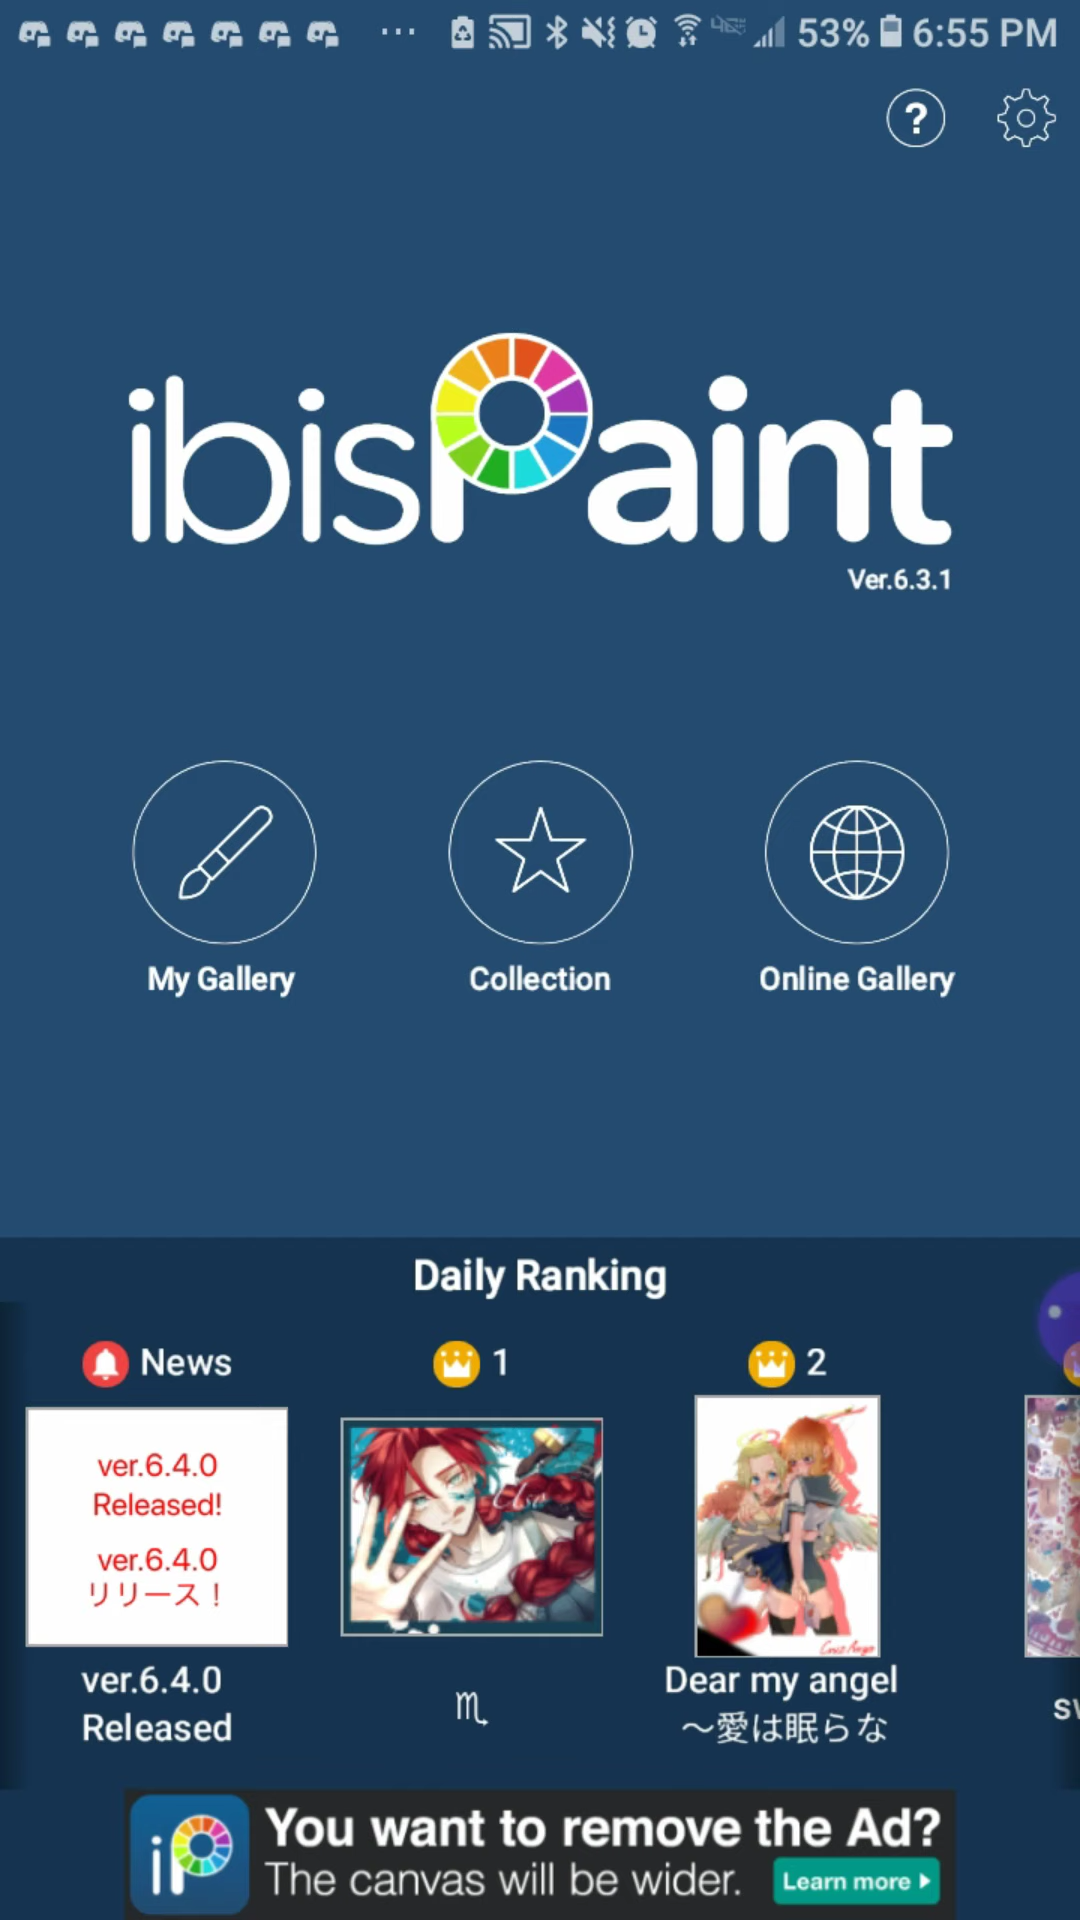 53% 6:55 PM
?
ibisPaint
Ver.6.3.1
My Gallery
Collection
Online Gallery
Daily Ranking
News
1
2
ver.6.4.0
Released!
ver.6.4.0
リリース！
ver.6.4.0
Released
♏
Dear my angel
～愛は眠らな
You want to remove the Ad?
The canvas will be wider.
Learn more